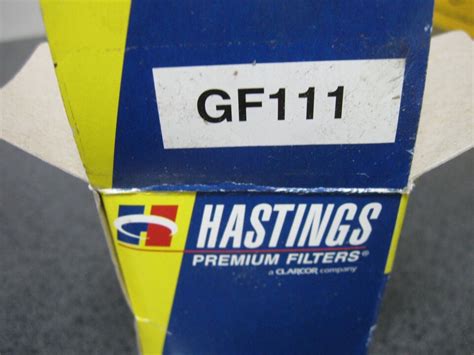 GF111
HASTINGS
PREMIUM FILTERS®
a CLARCOR company